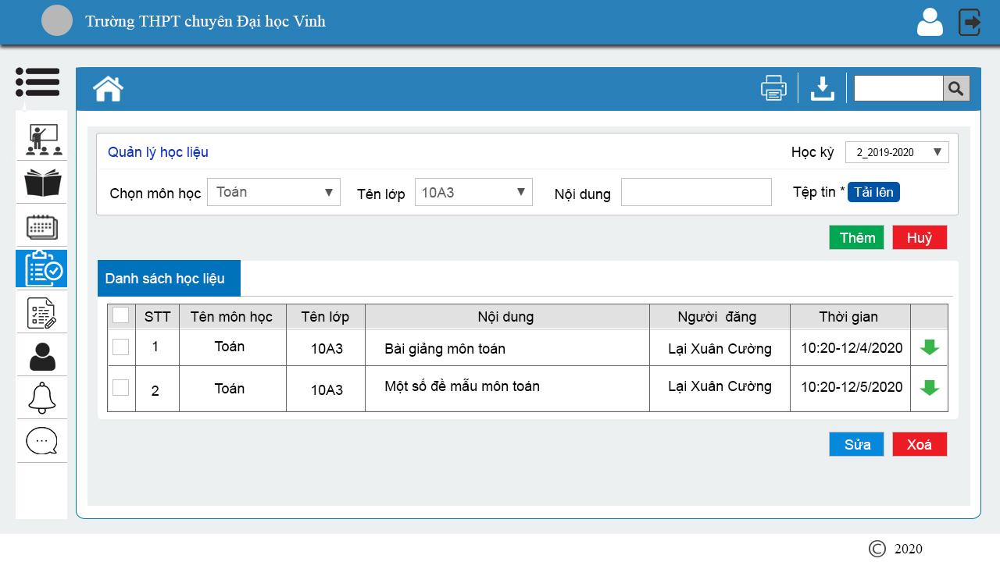 Trường THPT chuyên Đại học Vinh
Quản lý học liệu
Học kỳ 2_2019-2020
Chọn môn học Toán Tên lớp 10A3 Nội dung Tệp tin * Tải lên
Thêm Huỷ
Danh sách học liệu
STT Tên môn học Tên lớp Nội dung Người đăng Thời gian
1 Toán 10A3 Bài giảng môn toán Lại Xuân Cường 10:20-12/4/2020
2 Toán 10A3 Một số đề mẫu môn toán Lại Xuân Cường 10:20-12/5/2020
Sửa Xoá
© 2020